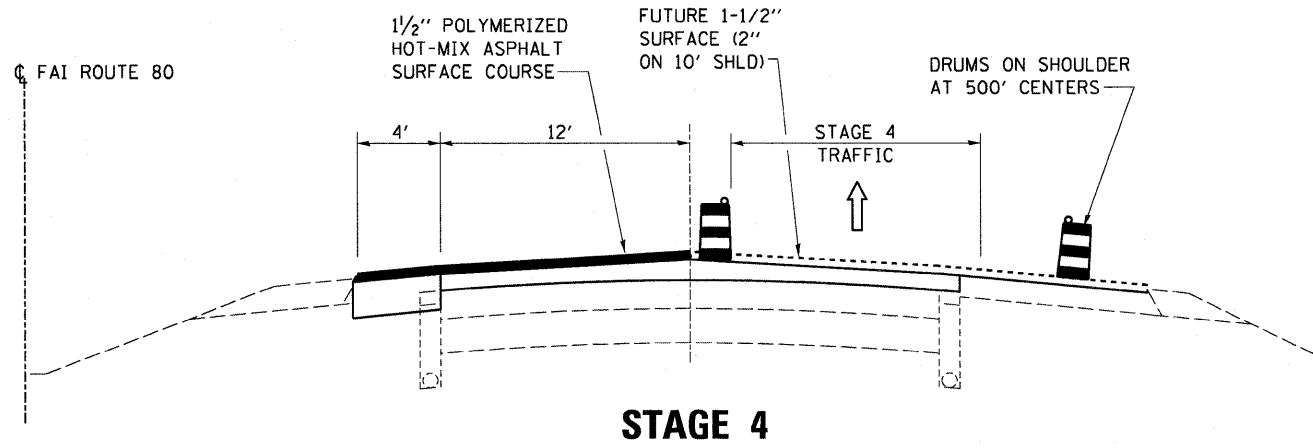 ℄ FAI ROUTE 80
1½" POLYMERIZED
HOT-MIX ASPHALT
SURFACE COURSE
FUTURE 1-1/2"
SURFACE (2"
ON 10' SHLD)
DRUMS ON SHOULDER
AT 500' CENTERS
4'
12'
STAGE 4
TRAFFIC
STAGE 4